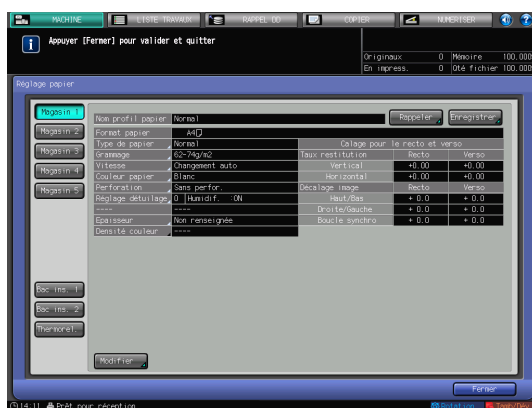 MACHINE LISTE TRAVAUX RAPPEL DD COPIER NUMERISER
Appuyer [Fermer] pour valider et quitter
Originaux 0 Mémoire 100.000
En impress. 0 Qté fichier 100.000
Réglage papier
Magasin 1
Magasin 2
Magasin 3
Magasin 4
Magasin 5
Bac ins. 1
Bac ins. 2
Thermorel.
Nom profil papier Normal
Rappeler Enregistrer
Format papier A4
Type de papier Normal
Grammage 62-74g/m2
Vitesse Changement auto
Couleur papier Blanc
Perforation Sans perfor.
Réglage détuilage 0 Humidif. :ON
---- ----
Epaisseur Non renseignée
Densité couleur ----
Calage pour le recto et verso
Taux restitution Recto Verso
Vertical +0.00 +0.00
Horizontal +0.00 +0.00
Décalage image Recto Verso
Haut/Bas + 0.0 + 0.0
Droite/Gauche + 0.0 + 0.0
Boucle synchro + 0.0 + 0.0
Modifier
Fermer
14:11 Prêt pour réception Rotation Tamb/Dév